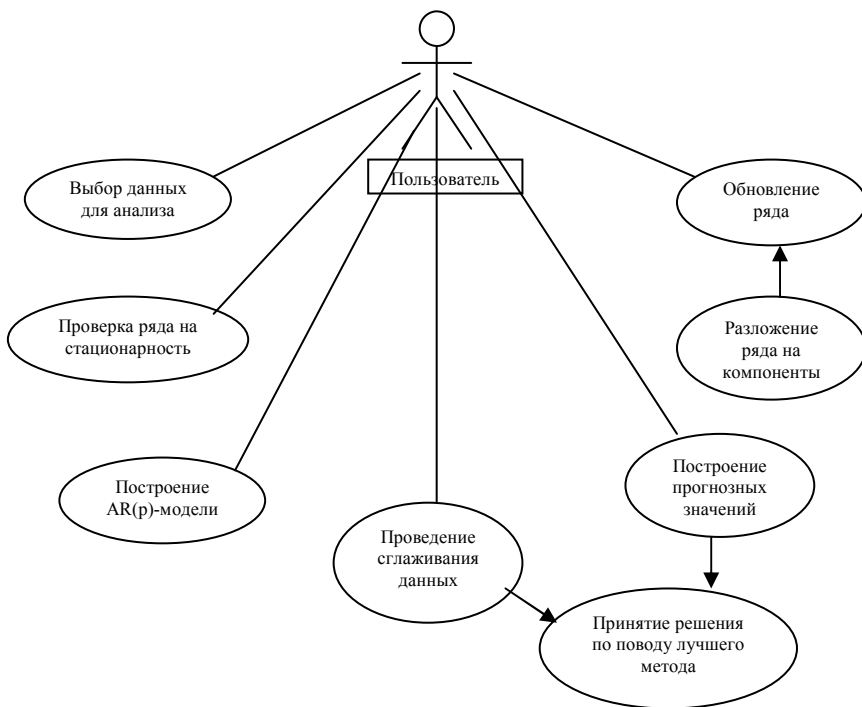 Пользователь
Выбор данных
для анализа
Обновление
ряда
Проверка ряда на
стационарность
Разложение
ряда на
компоненты
Построение
AR(p)-модели
Построение
прогнозных
значений
Проведение
сглаживания
данных
Принятие решения
по поводу лучшего
метода